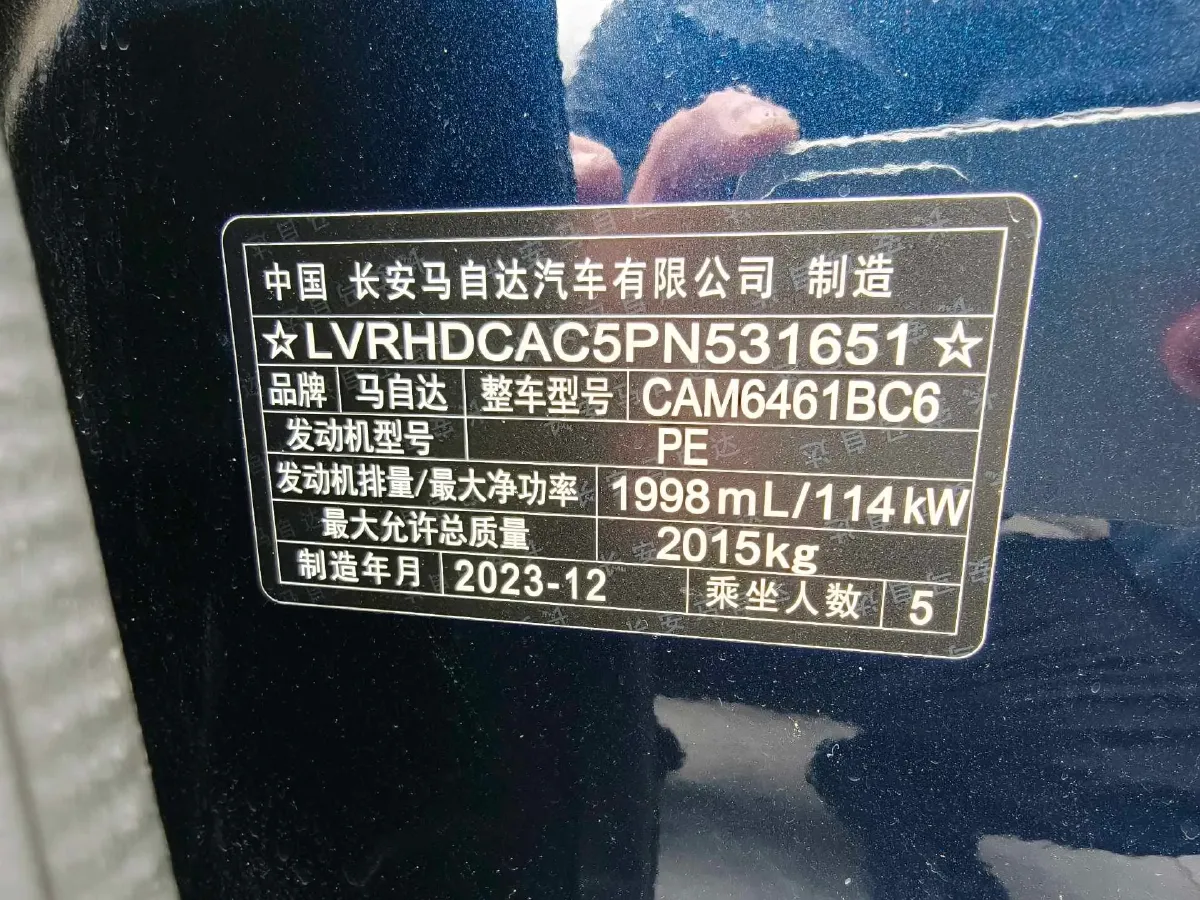 中国 长安马自达汽车有限公司 制造
☆LVRHDCAC5PN531651☆
品牌 马自达 整车型号 CAM6461BC6
发动机型号 PE
发动机排量/最大净功率 1998mL/114kW
最大允许总质量 2015kg
制造年月 2023-12 乘坐人数 5